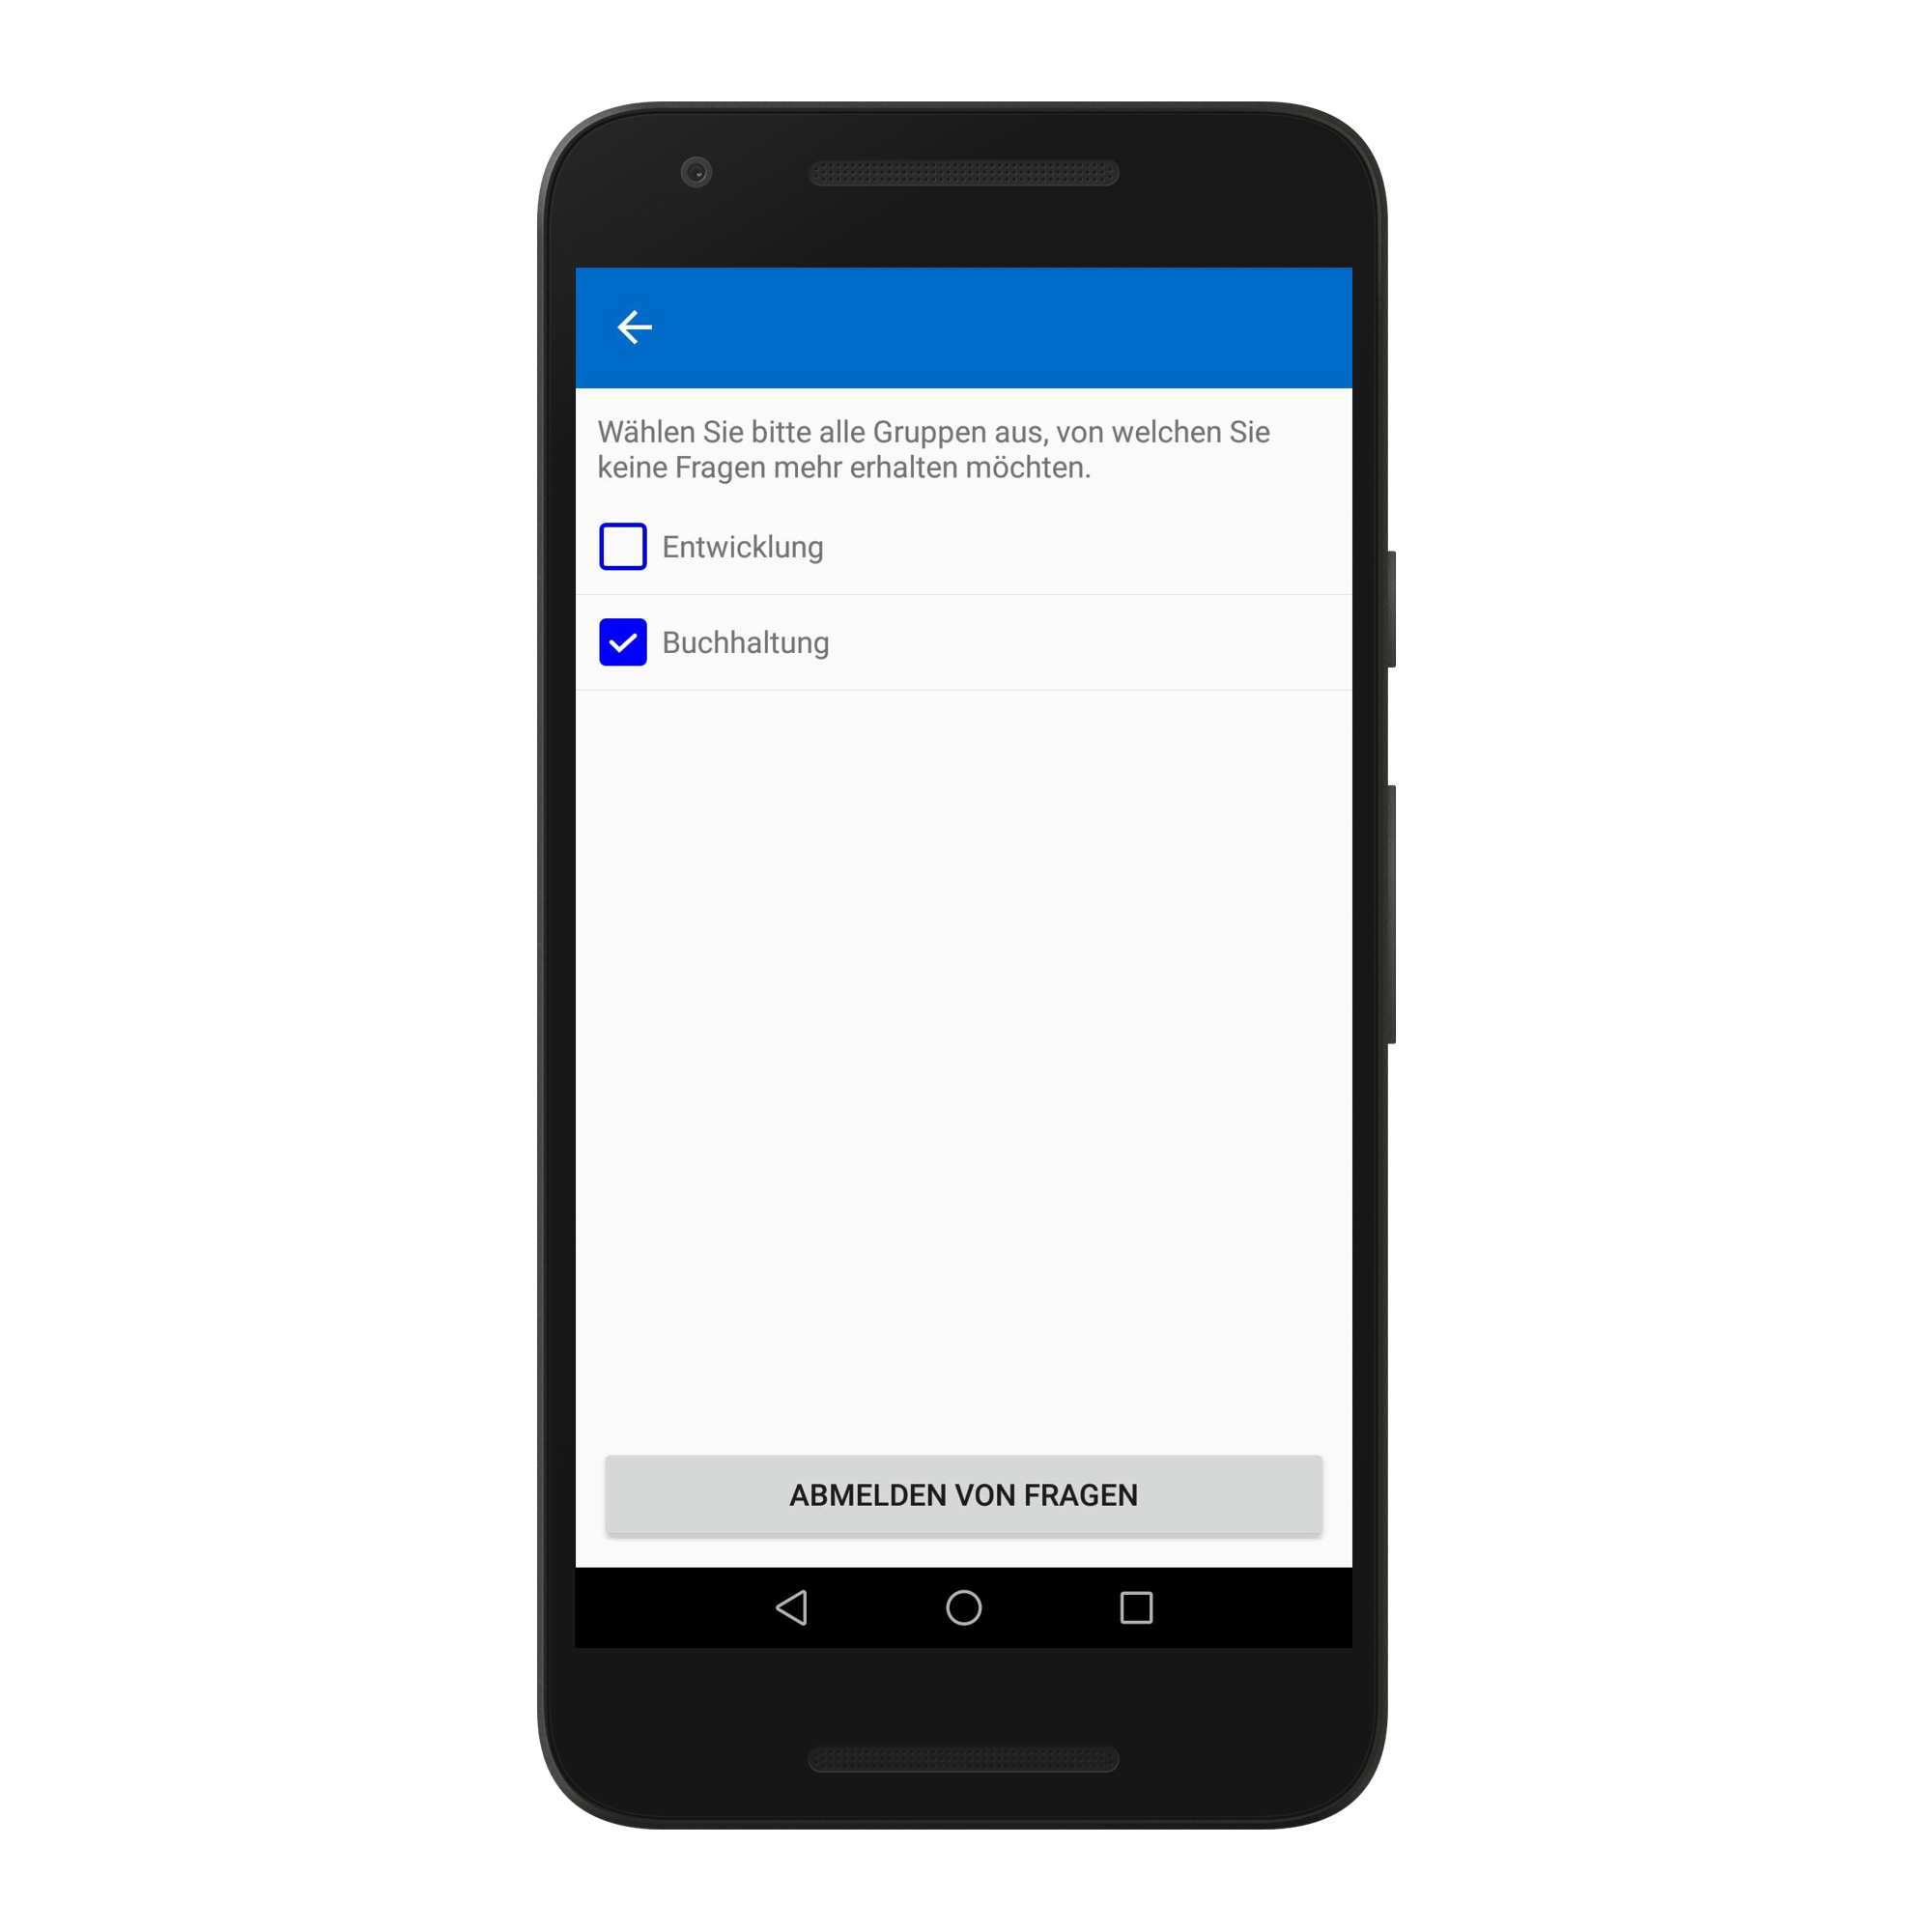 Wählen Sie bitte alle Gruppen aus, von welchen Sie
keine Fragen mehr erhalten möchten.
Entwicklung
Buchhaltung
ABMELDEN VON FRAGEN